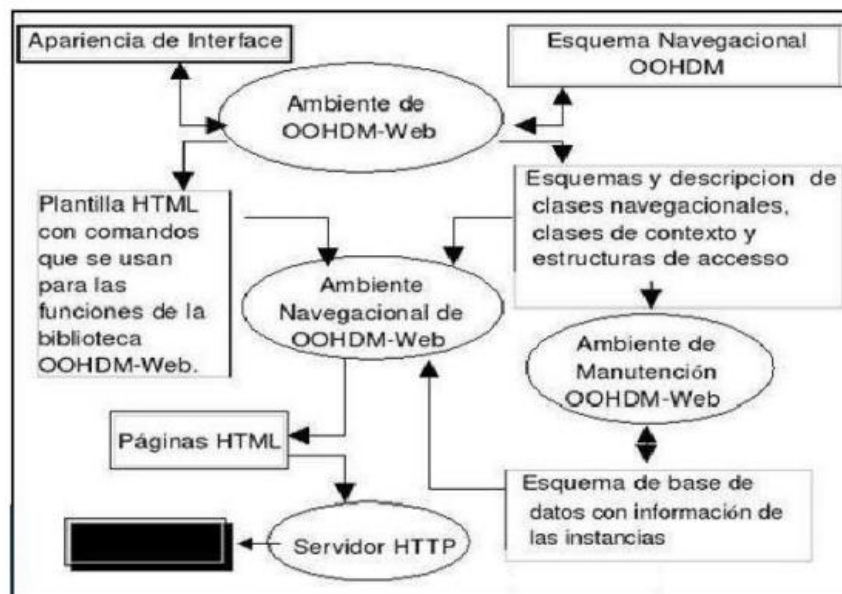 Apariencia de Interface
Esquema Navegacional
OOHDM
Ambiente de
OOHDM-Web
Plantilla HTML
con comandos
que se usan
para las
funciones de la
biblioteca
OOHDM-Web.
Esquemas y descripcion de
clases navegacionales,
clases de contexto y
estructuras de accesso
Ambiente
Navegacional de
OOHDM-Web
Ambiente de
Manutención
OOHDM-Web
Páginas HTML
Esquema de base de
datos con información de
las instancias
Servidor HTTP